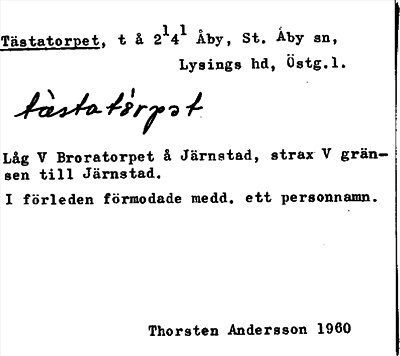 Tästatorpet, t å 2¹4¹ Åby, St. Åby sn,
Lysings hd, Östg.l.
tàstatòrpət
Låg V Broratorpet å Järnstad, strax V grän-
sen till Järnstad.
I förleden förmodade medd. ett personnamn.
Thorsten Andersson 1960